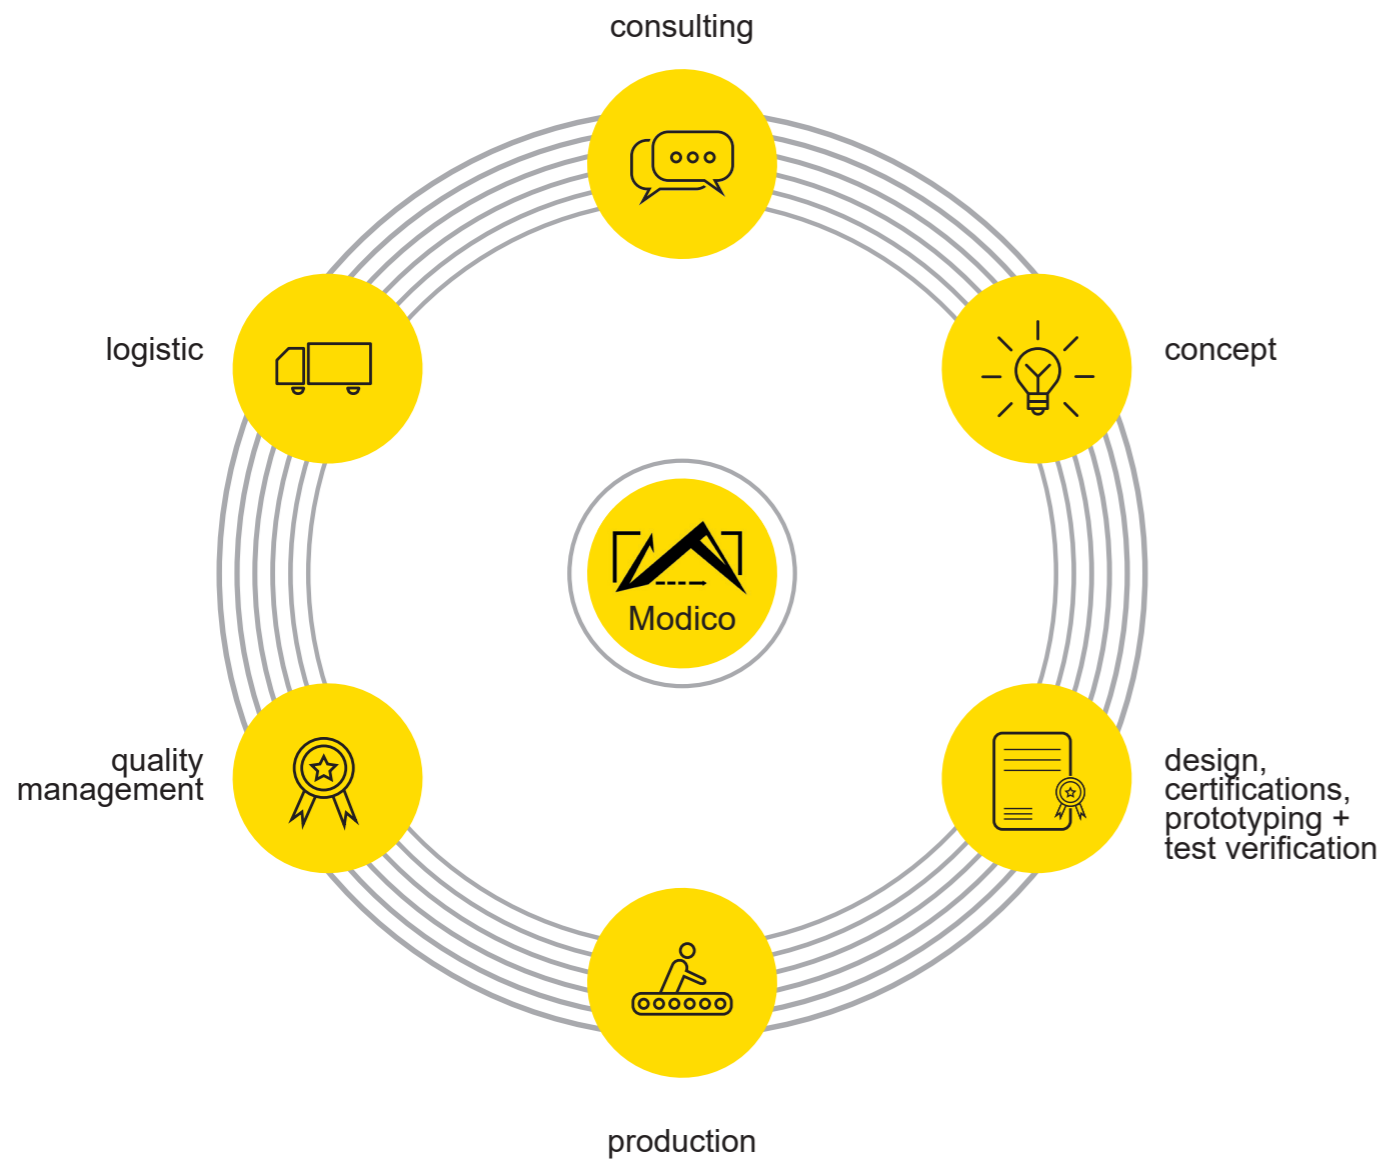 consulting
concept
design,
certifications,
prototyping +
test verification
production
quality
management
logistic
Modico